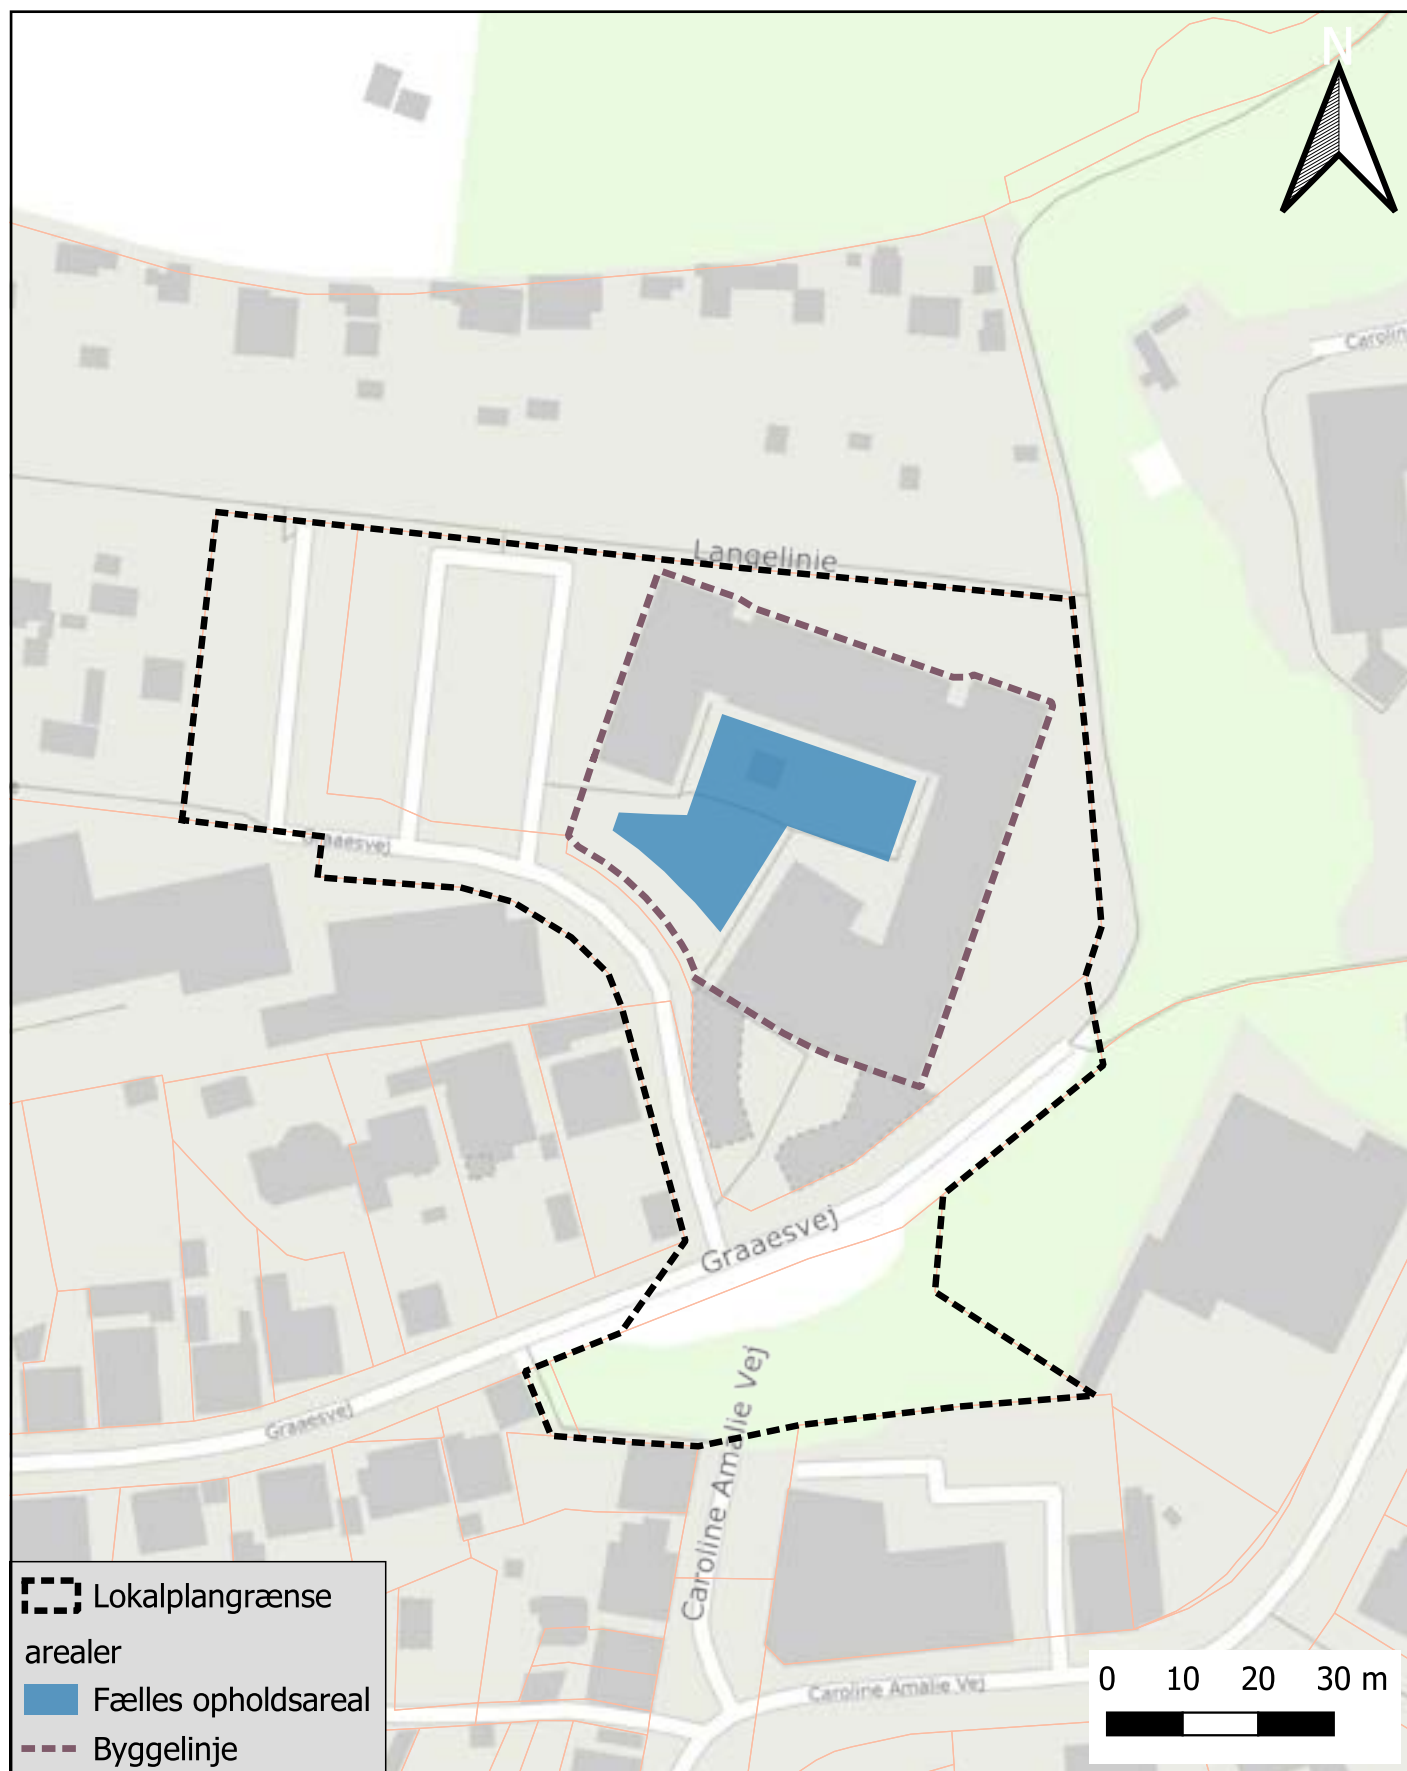 N
Carolin
Langelinie
Graaesvej
Graaesvej
Caroline Amalie Vej
Graaesvej
Caroline Amalie Vej
Lokalplangrænse
arealer
Fælles opholdsareal
Byggelinje
0 10 20 30 m